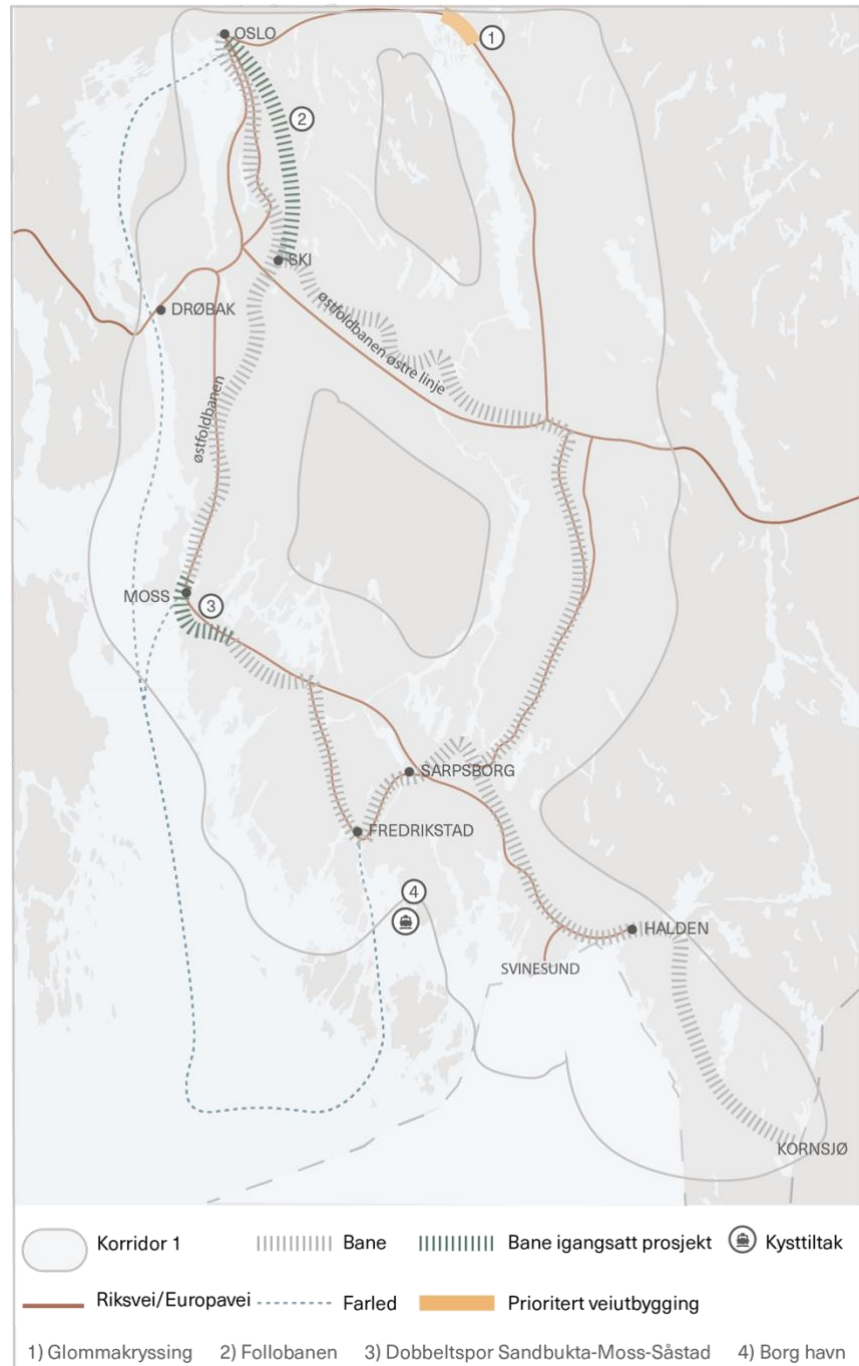 OSLO
1
2
SKI
DRØBAK
østfoldbanen østre linje
østfoldbanen
MOSS
3
SARPSBORG
FREDRIKSTAD
4
HALDEN
SVINESUND
KORNSJØ
Korridor 1
Bane
Bane igangsatt prosjekt
Kysttiltak
Riksvei/Europavei
Farled
Prioritert veiutbygging
1) Glommakryssing 2) Follobanen 3) Dobbeltspor Sandbukta-Moss-Såstad 4) Borg havn